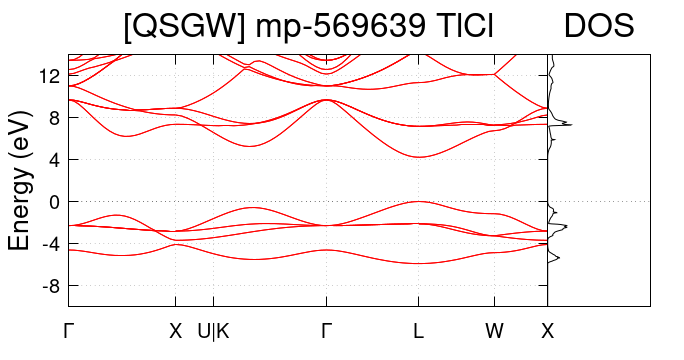 [QSGW] mp-569639 TlCl DOS
Energy (eV)
12
8
4
0
-4
-8
Γ X U|K Γ L W X